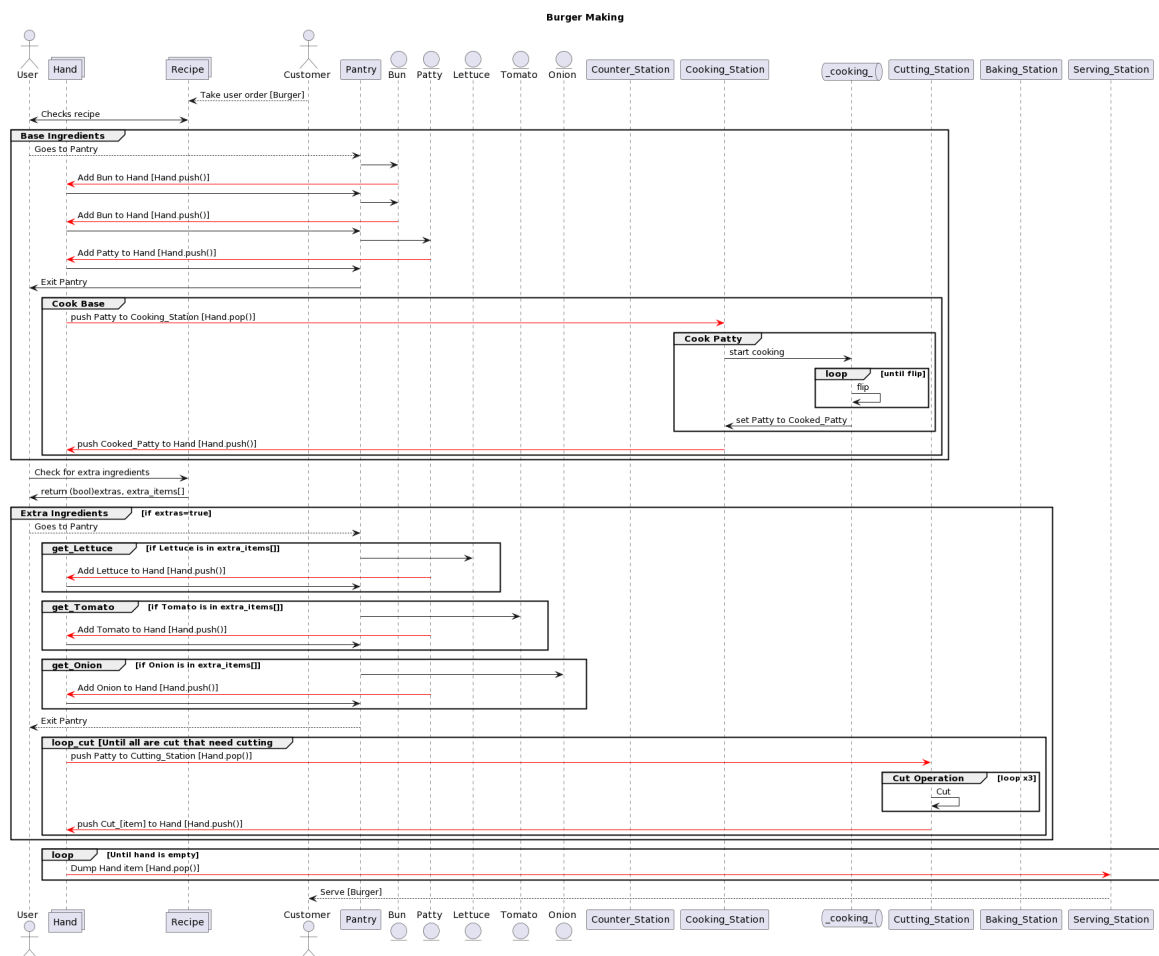 Burger Making
User
Hand
Recipe
Customer
Pantry
Bun
Patty
Lettuce
Tomato
Onion
Counter_Station
Cooking_Station
_cooking_
Cutting_Station
Baking_Station
Serving_Station
Take user order [Burger]
Checks recipe
Base Ingredients
Goes to Pantry
Add Bun to Hand [Hand.push()]
Add Bun to Hand [Hand.push()]
Add Patty to Hand [Hand.push()]
Exit Pantry
Cook Base
push Patty to Cooking_Station [Hand.pop()]
Cook Patty
start cooking
loop [until flip]
flip
set Patty to Cooked_Patty
push Cooked_Patty to Hand [Hand.push()]
Check for extra ingredients
return (bool)extras, extra_items[]
Extra Ingredients [if extras=true]
Goes to Pantry
get_Lettuce [if Lettuce is in extra_items[]]
Add Lettuce to Hand [Hand.push()]
get_Tomato [if Tomato is in extra_items[]]
Add Tomato to Hand [Hand.push()]
get_Onion [if Onion is in extra_items[]]
Add Onion to Hand [Hand.push()]
Exit Pantry
loop_cut [Until all are cut that need cutting
push Patty to Cutting_Station [Hand.pop()]
Cut Operation [loop x3]
Cut
push Cut_[item] to Hand [Hand.push()]
loop [Until hand is empty]
Dump Hand item [Hand.pop()]
Serve [Burger]
User
Hand
Recipe
Customer
Pantry
Bun
Patty
Lettuce
Tomato
Onion
Counter_Station
Cooking_Station
_cooking_
Cutting_Station
Baking_Station
Serving_Station